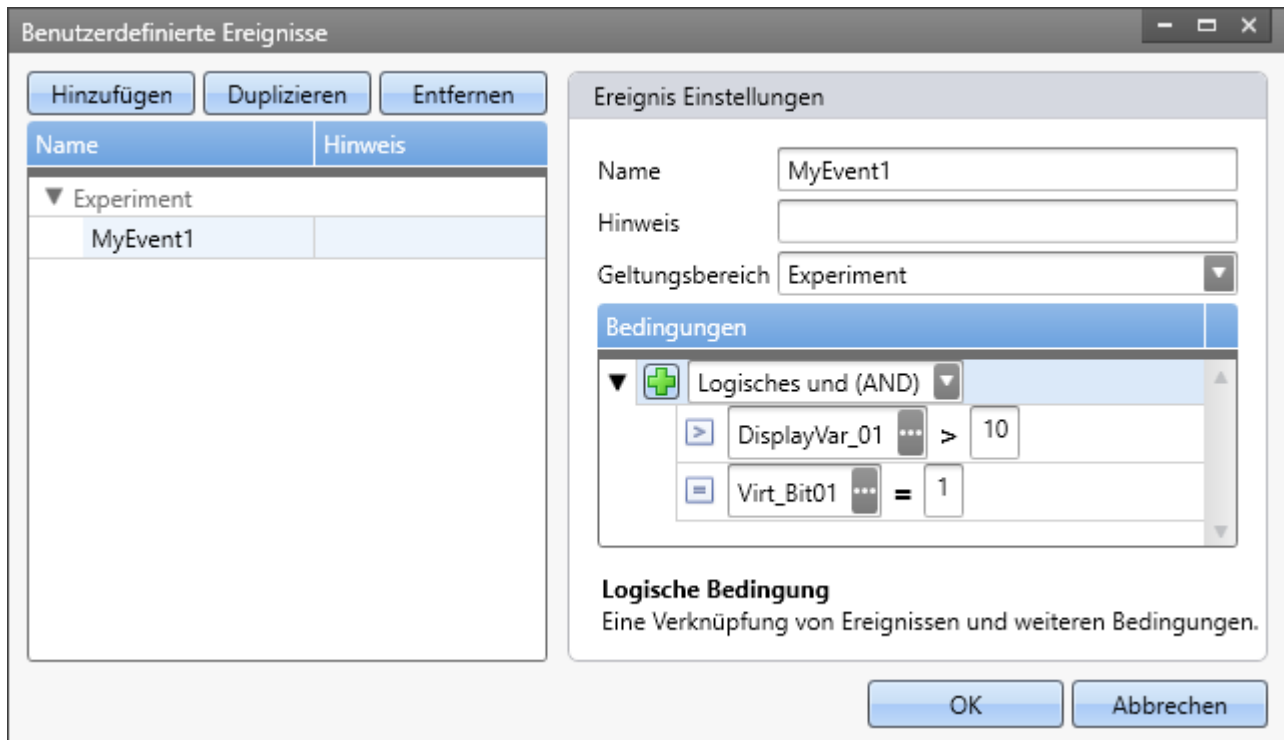 Benutzerdefinierte Ereignisse
Hinzufügen Duplizieren Entfernen
Name Hinweis
Experiment
MyEvent1
Ereignis Einstellungen
Name MyEvent1
Hinweis
Geltungsbereich Experiment
Bedingungen
Logisches und (AND)
> DisplayVar_01 ... > 10
= Virt_Bit01 ... = 1
Logische Bedingung
Eine Verknüpfung von Ereignissen und weiteren Bedingungen.
OK Abbrechen